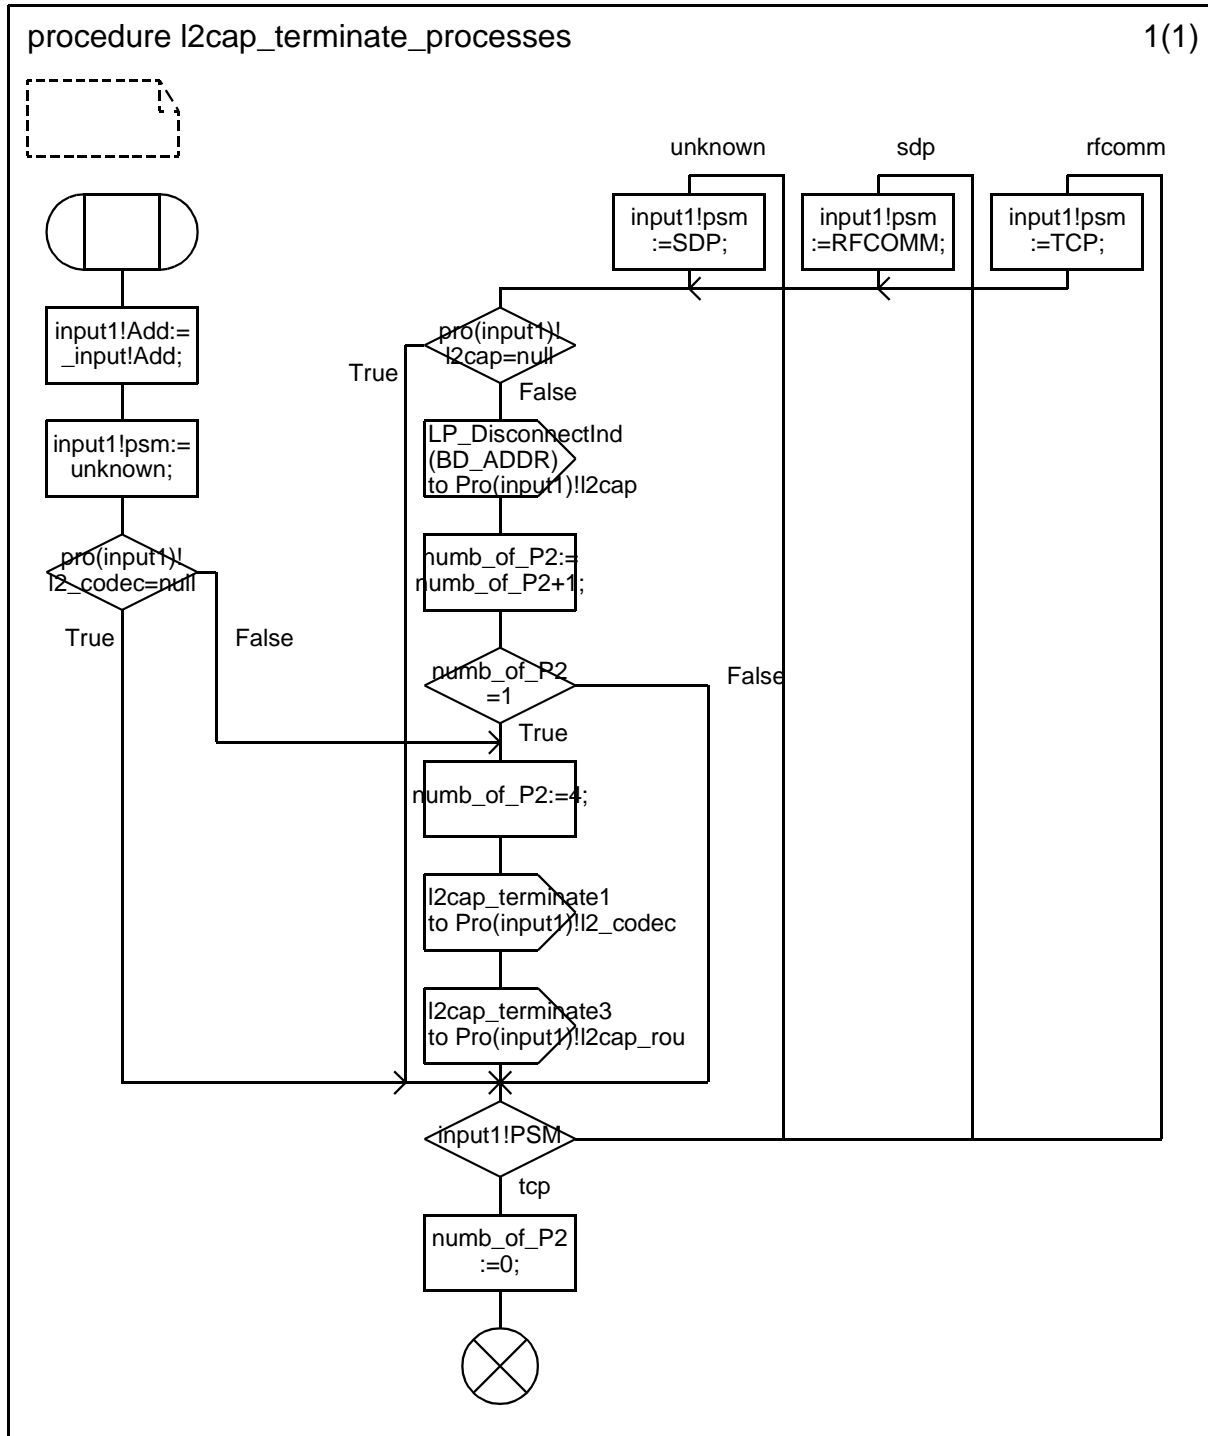 procedure l2cap_terminate_processes
1(1)
unknown
sdp
rfcomm
input1!psm
:=SDP;
input1!psm
:=RFCOMM;
input1!psm
:=TCP;
input1!Add:=
_input!Add;
pro(input1)!
l2cap=null
True
False
input1!psm:=
unknown;
LP_DisconnectInd
(BD_ADDR)
to Pro(input1)!l2cap
pro(input1)!
l2_codec=null
True
False
numb_of_P2:=
numb_of_P2+1;
numb_of_P2
=1
False
True
numb_of_P2:=4;
l2cap_terminate1
to Pro(input1)!l2_codec
l2cap_terminate3
to Pro(input1)!l2cap_rou
input1!PSM
tcp
numb_of_P2
:=0;